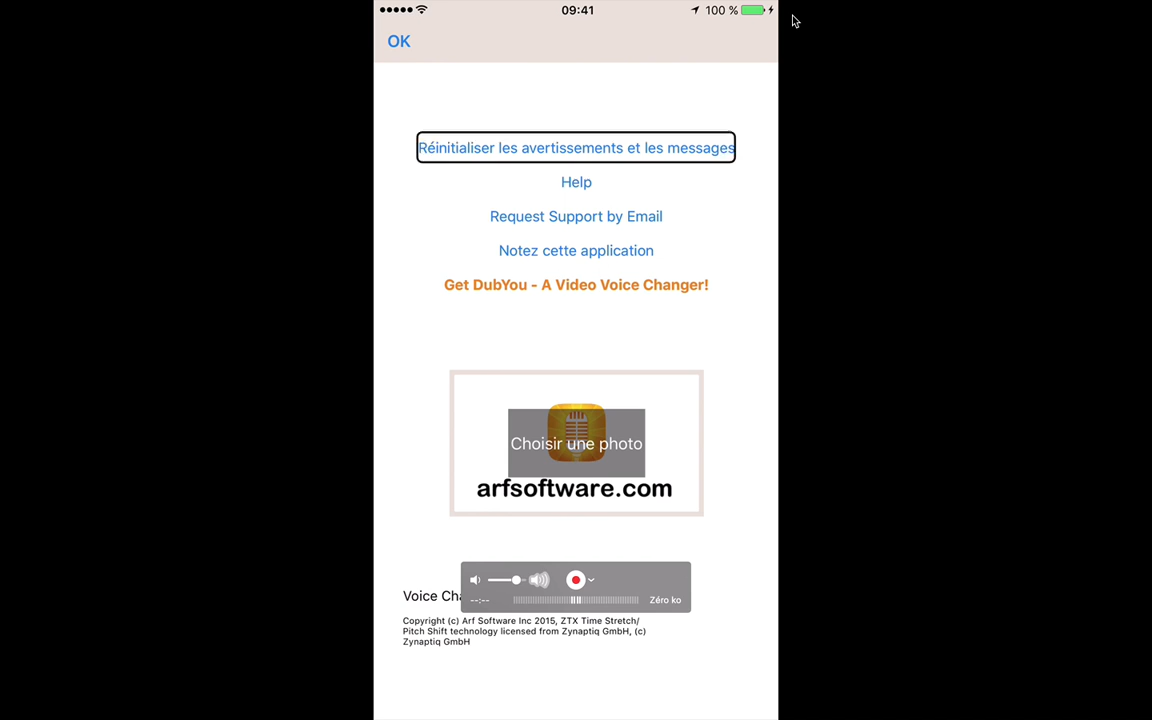 09:41
100 %
OK
Réinitialiser les avertissements et les messages
Help
Request Support by Email
Notez cette application
Get DubYou - A Video Voice Changer!
Choisir une photo
arfsoftware.com
--:--
Zéro ko
Voice
Copyright (c) Arf Software Inc 2015, ZTX Time Stretch/
Pitch Shift technology licensed from Zynaptiq GmbH, (c)
Zynaptiq GmbH